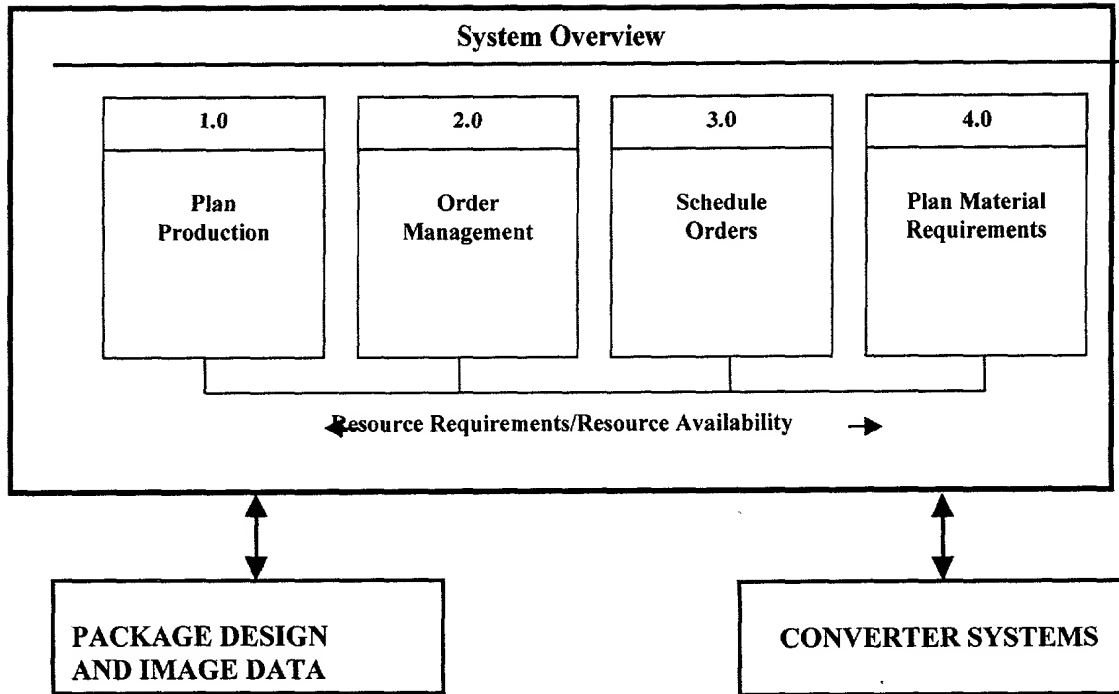 System Overview
1.0
2.0
3.0
4.0
Plan
Production
Order
Management
Schedule
Orders
Plan Material
Requirements
Resource Requirements/Resource Availability
PACKAGE DESIGN
AND IMAGE DATA
CONVERTER SYSTEMS